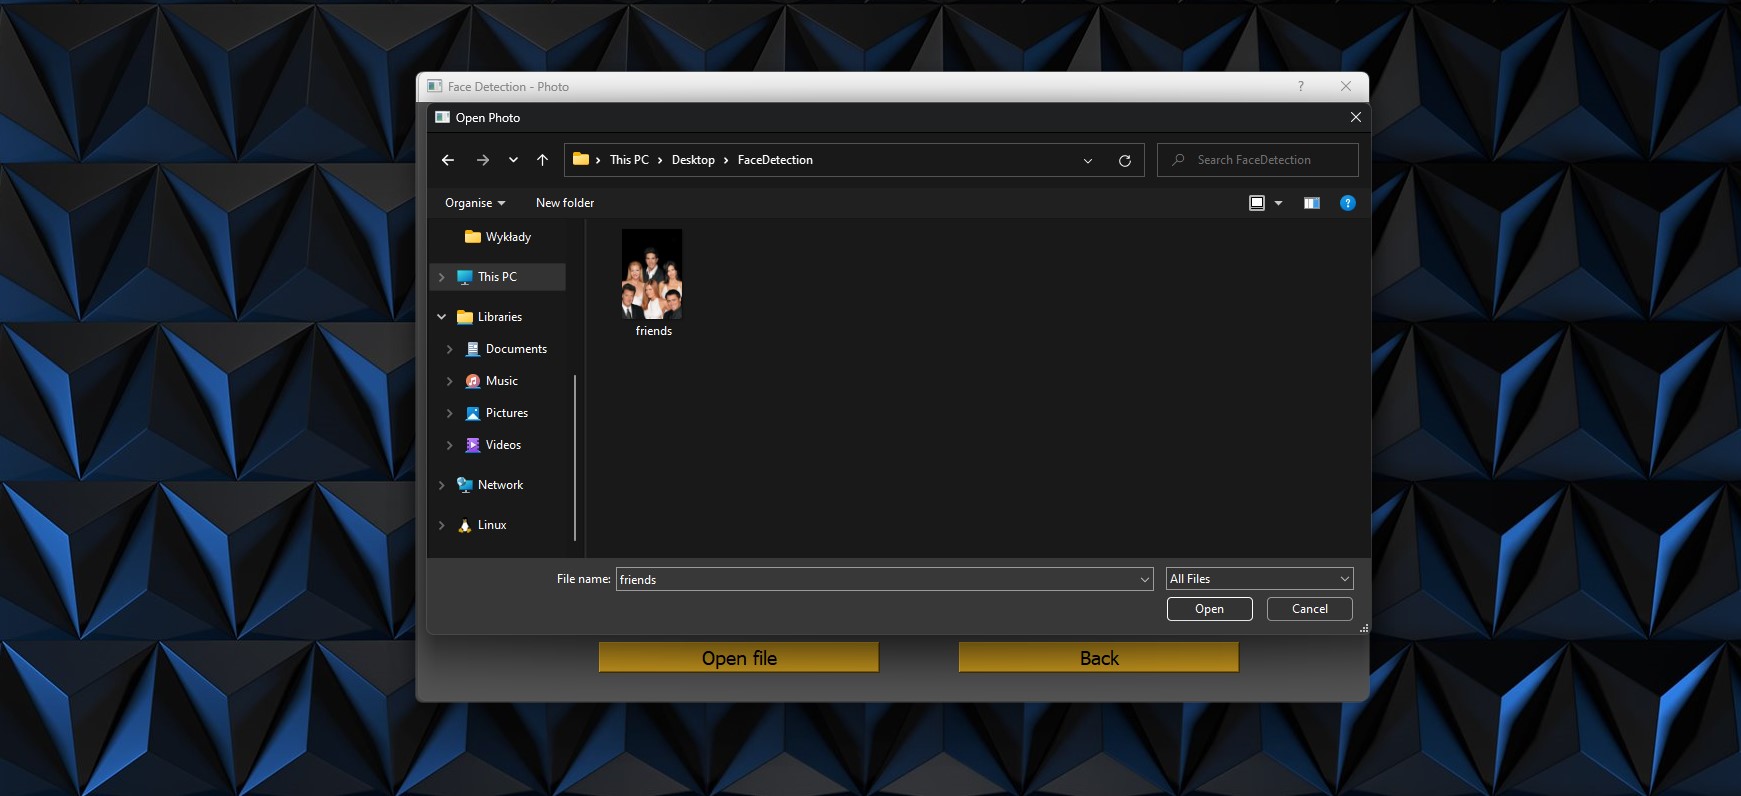 Face Detection - Photo
?
Open Photo
This PC > Desktop > FaceDetection
Search FaceDetection
Organise
New folder
?
Wykłady
This PC
Libraries
Documents
Music
Pictures
Videos
Network
Linux
friends
File name: friends
All Files
Open
Cancel
Open file
Back